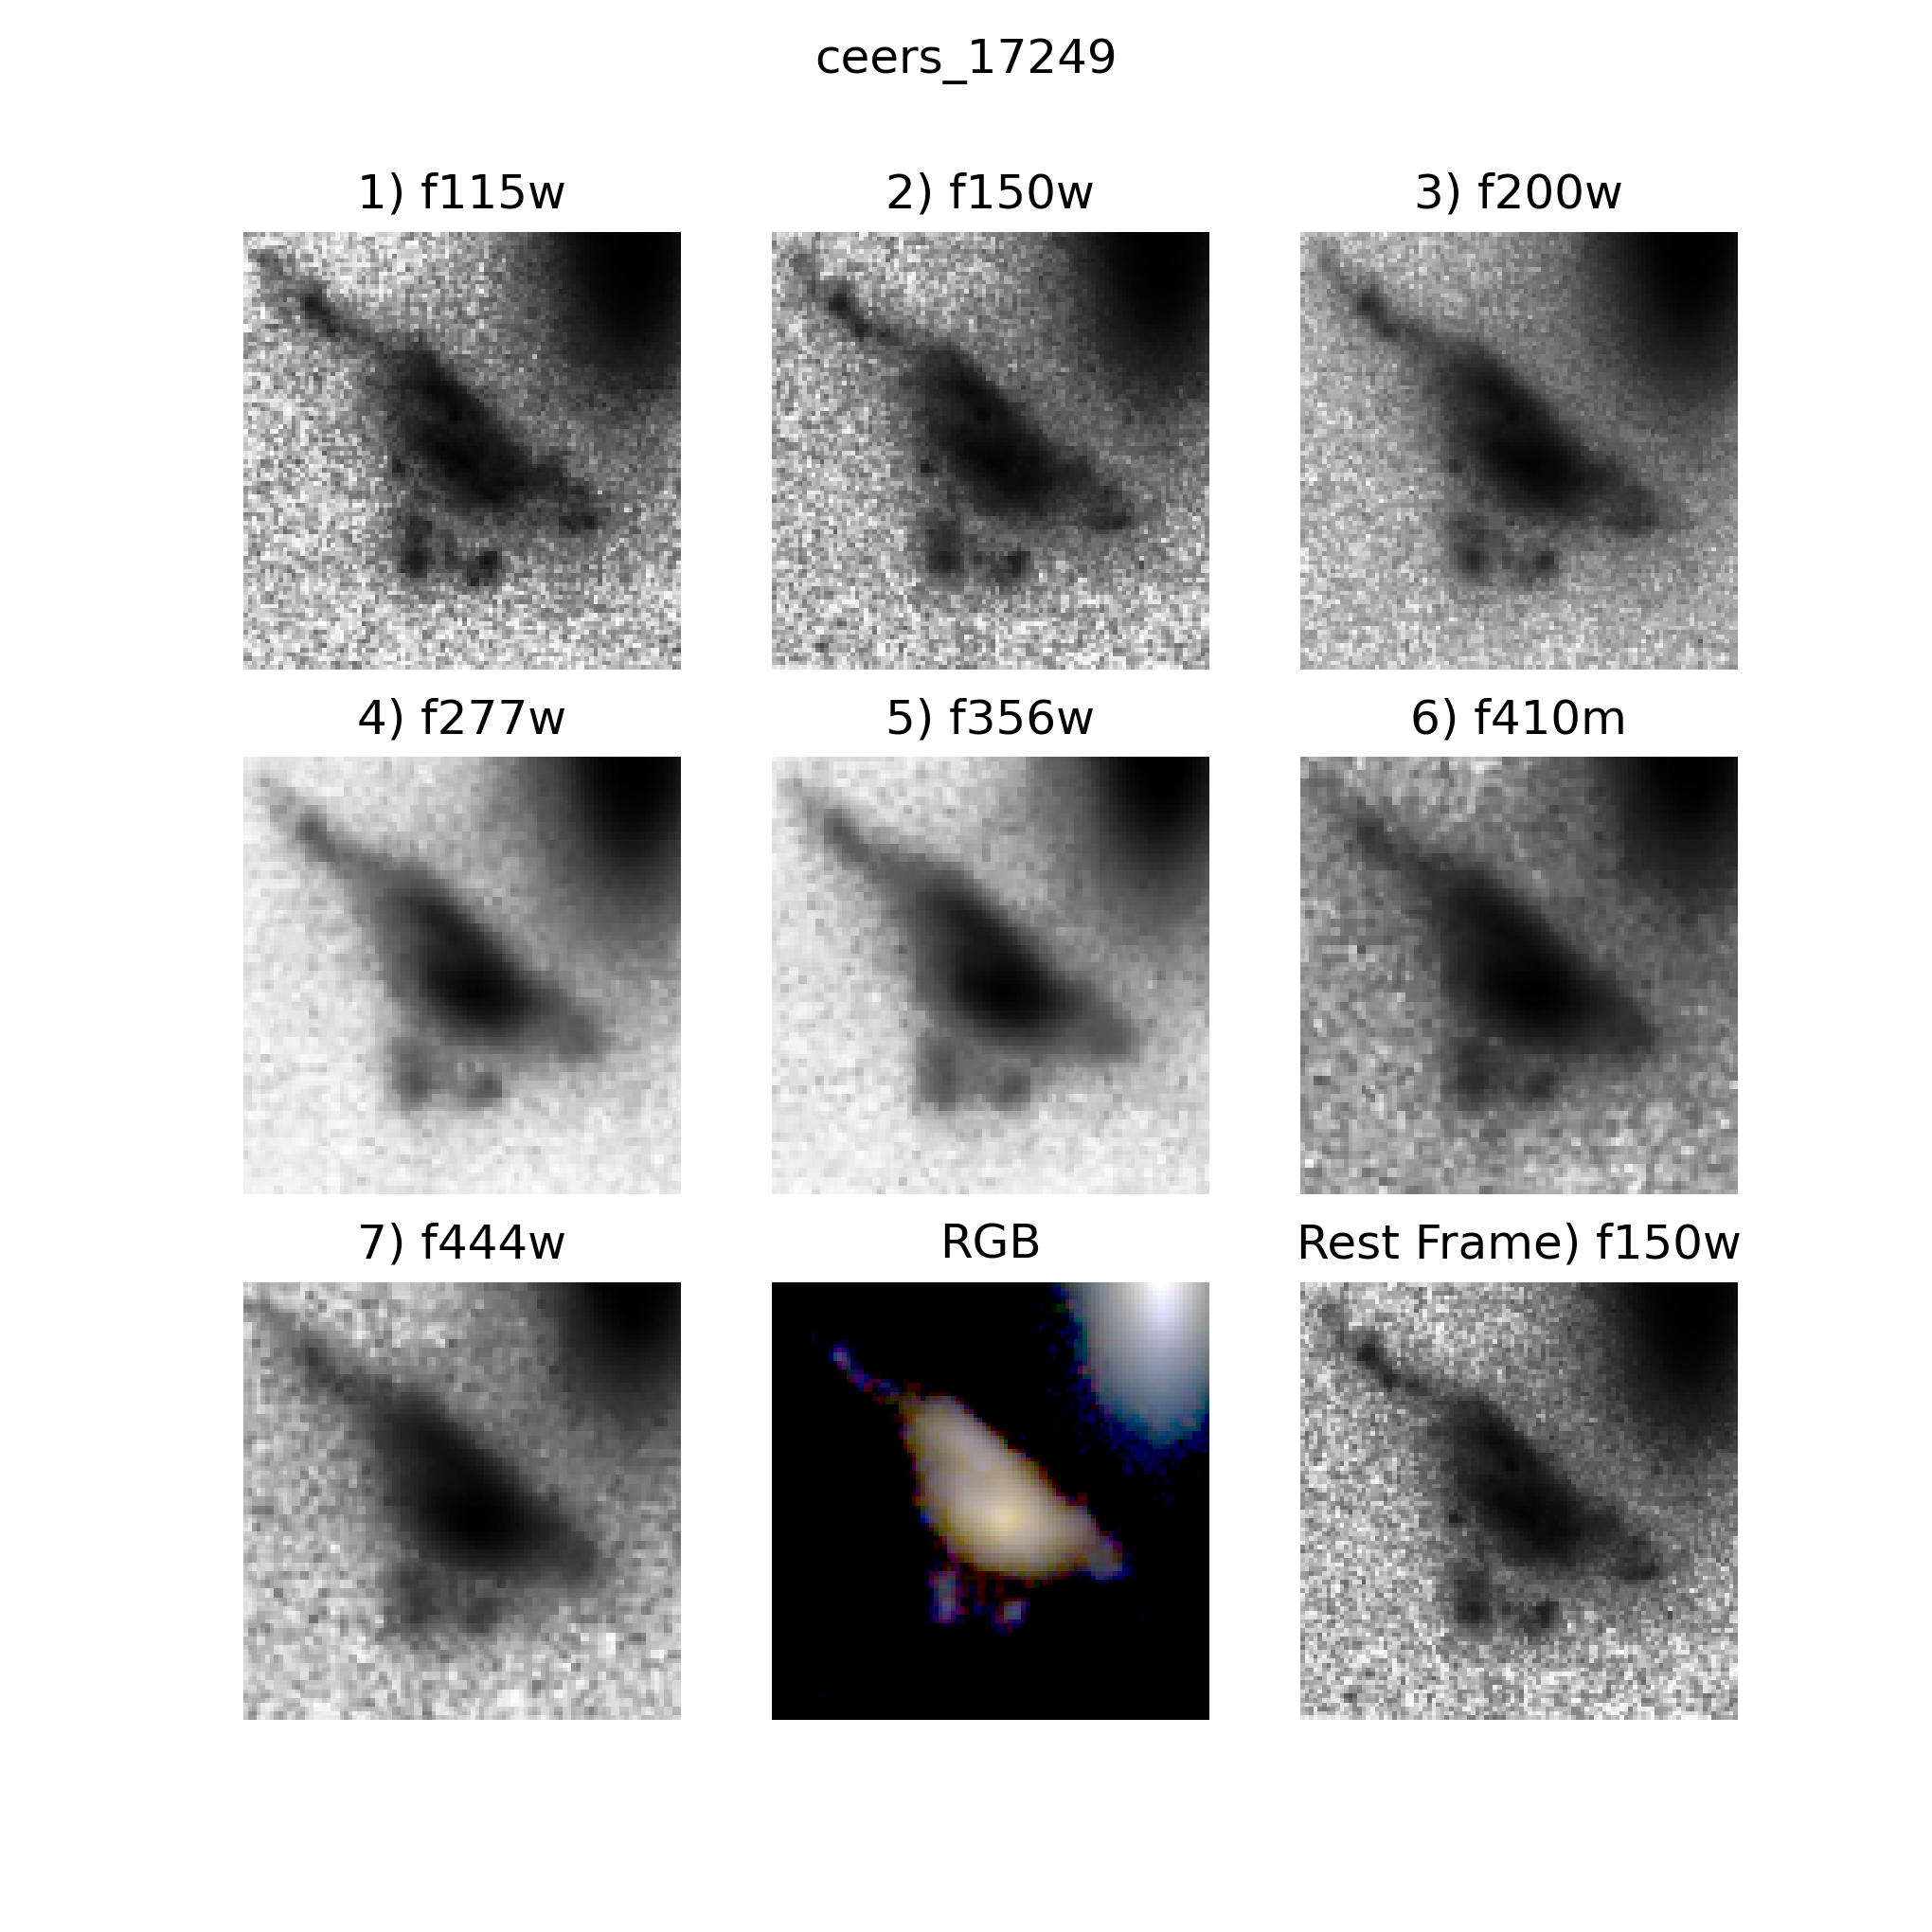 ceers_17249
1) f115w
2) f150w
3) f200w
4) f277w
5) f356w
6) f410m
7) f444w
RGB
Rest Frame) f150w